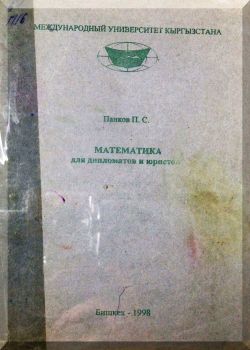 МЕЖДУНАРОДНЫЙ УНИВЕРСИТЕТ КЫРГЫЗСТАНА
Панков П. С.
МАТЕМАТИКА
для дипломатов и юристов
Бишкек - 1998